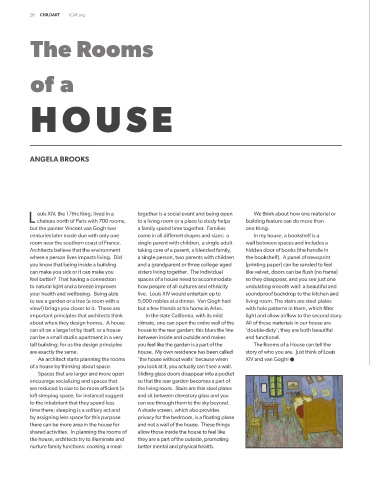 28 CHILDART ICAF.org
The Rooms
of a
HOUSE
ANGELA BROOKS
Louis XIV, the 17thc King, lived in a
chateau north of Paris with 700 rooms,
but the painter Vincent van Gogh two
centuries later made due with only one
room near the southern coast of France.
Architects believe that the environment
where a person lives impacts living. Did
you know that being inside a building
can make you sick or it can make you
feel better? That having a connection
to natural light and a breeze improves
your health and wellbeing. Being able
to see a garden or a tree (a room with a
view!) brings you closer to it. These are
important principles that architects think
about when they design homes. A house
can sit on a large lot by itself, or a house
can be a small studio apartment in a very
tall building; for us the design principles
are exactly the same.
An architect starts planning the rooms
of a house by thinking about space.
Spaces that are larger and more open
encourage socializing and spaces that
are reduced in size to be more efficient (a
loft sleeping space, for instance) suggest
to the inhabitant that they spend less
time there; sleeping is a solitary act and
by assigning less space for this purpose
there can be more area in the house for
shared activities. In planning the rooms of
the house, architects try to illuminate and
nurture family functions: cooking a meal
together is a social event and being open
to a living room or a place to study helps
a family spend time together. Families
come in all different shapes and sizes: a
single parent with children, a single adult
taking care of a parent, a blended family,
a single person, two parents with children
and a grandparent or three college aged
sisters living together. The individual
spaces of a house need to accommodate
how people of all cultures and ethnicity
live. Louis XIV would entertain up to
5,000 nobles at a dinner. Van Gogh had
but a few friends at his home in Arles.
In the state California, with its mild
climate, one can open the entire wall of the
house to the rear garden; this blurs the line
between inside and outside and makes
you feel like the garden is a part of the
house. My own residence has been called
'the house without walls' because when
you look at it, you actually can't see a wall.
Sliding glass doors disappear into a pocket
so that the rear garden becomes a part of
the living room. Stairs are thin steel plates
and sit between clerestory glass and you
can see through them to the sky beyond.
A shade screen, which also provides
privacy for the bedroom, is a floating plane
and not a wall of the house. These things
allow those inside the house to feel like
they are a part of the outside, promoting
better mental and physical health.
We think about how one material or
building feature can do more than
one thing.
In my house, a bookshelf is a
wall between spaces and includes a
hidden door of books (the handle in
the bookshelf). A panel of newsprint
(printing paper) can be sanded to feel
like velvet, doors can be flush (no frame)
so they disappear, and you see just one
undulating smooth wall: a beautiful and
soundproof backdrop to the kitchen and
living room. The stairs are steel plates
with hole patterns in them, which filter
light and allow airflow to the second story.
All of these materials in our house are
'double-duty'; they are both beautiful
and functional.
The Rooms of a House can tell the
story of who you are. Just think of Louis
XIV and van Gogh!